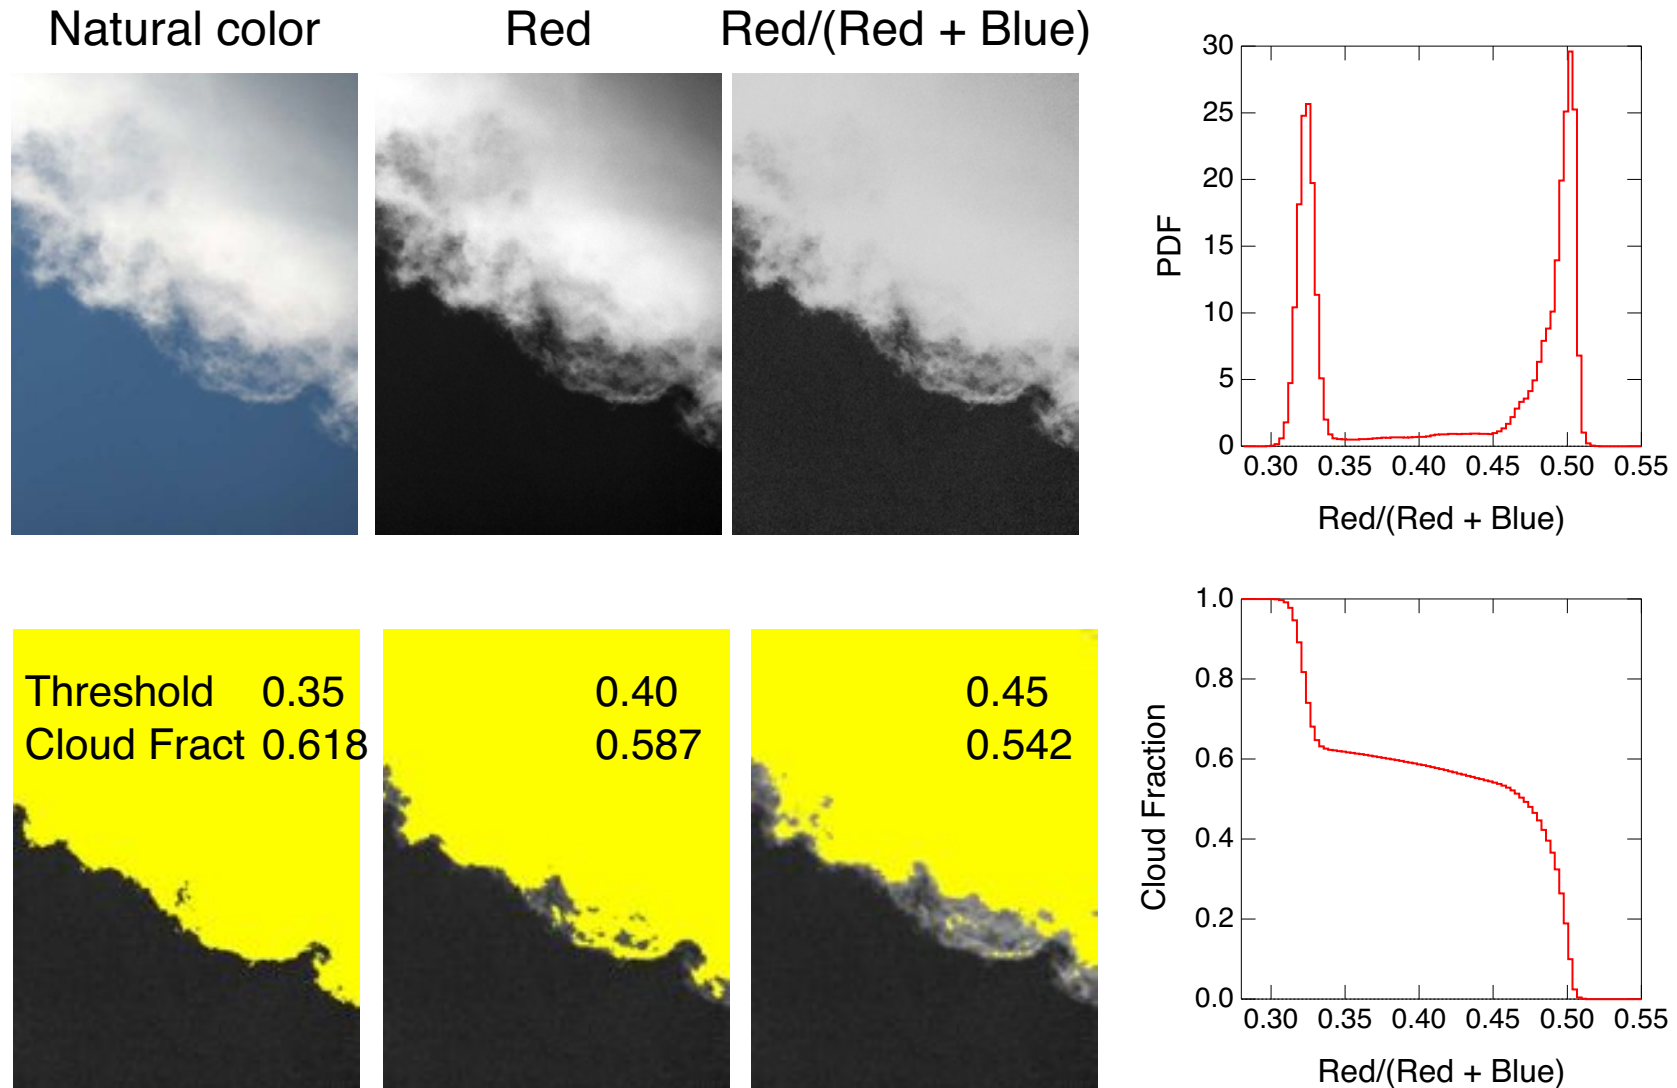 Natural color
Red
Red/(Red + Blue)
30
25
20
15
10
5
0
PDF
0.30 0.35 0.40 0.45 0.50 0.55
Red/(Red + Blue)
Threshold 0.35
Cloud Fract 0.618
0.40
0.587
0.45
0.542
1.0
0.8
0.6
0.4
0.2
0.0
Cloud Fraction
0.30 0.35 0.40 0.45 0.50 0.55
Red/(Red + Blue)